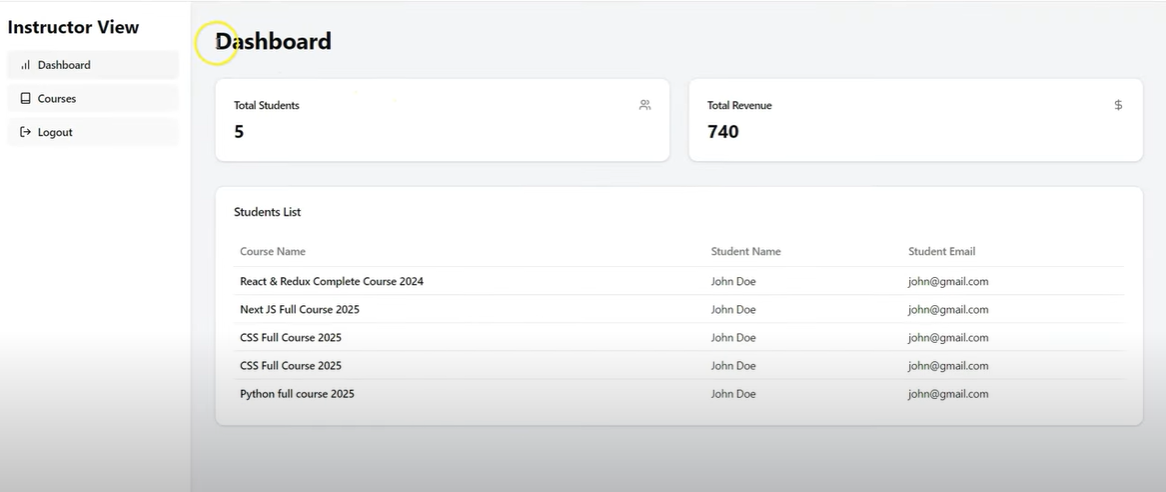 Instructor View
Dashboard
Courses
Logout
Dashboard
Total Students
5
Total Revenue
$
740
Students List
Course Name Student Name Student Email
React & Redux Complete Course 2024 John Doe john@gmail.com
Next JS Full Course 2025 John Doe john@gmail.com
CSS Full Course 2025 John Doe john@gmail.com
CSS Full Course 2025 John Doe john@gmail.com
Python full course 2025 John Doe john@gmail.com